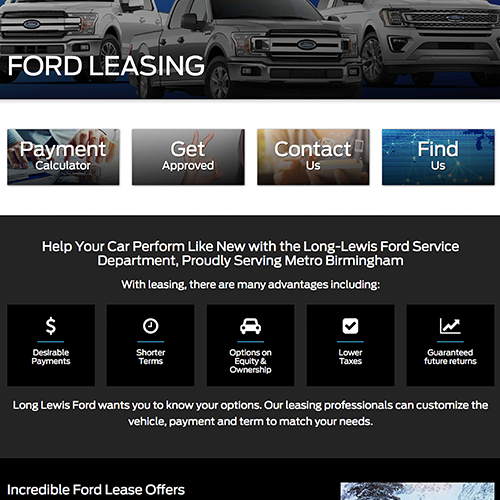 FORD LEASING
Payment
Calculator
Get
Approved
Contact
Us
Find
Us
Help Your Car Perform Like New with the Long-Lewis Ford Service
Department, Proudly Serving Metro Birmingham
With leasing, there are many advantages including:
Desirable
Payments
Shorter
Terms
Options on
Equity &
Ownership
Lower
Taxes
Guaranteed
future returns
Long Lewis Ford wants you to know your options. Our leasing professionals can customize the
vehicle, payment and term to match your needs.
Incredible Ford Lease Offers